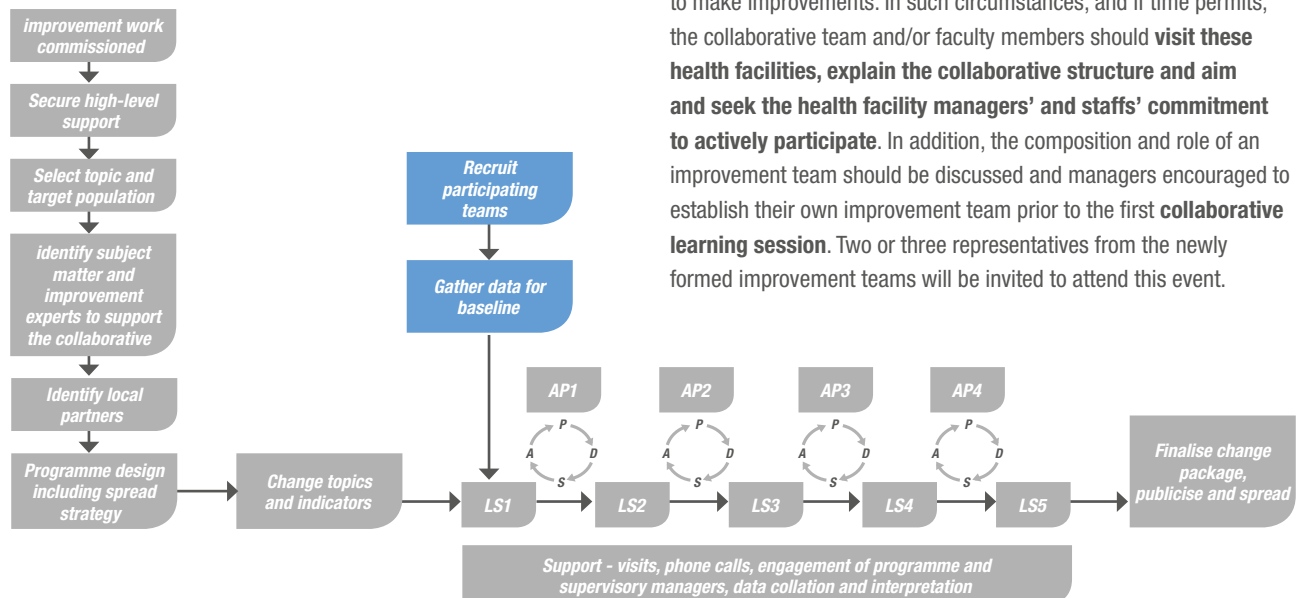 improvement work
commissioned
Secure high-level
support
Select topic and
target population
identify subject
matter and
improvement
experts to support
the collaborative
Identify local
partners
Programme design
including spread
strategy
Change topics
and indicators
Recruit
participating
teams
Gather data for
baseline
to make improvements. In such circumstances, and if time permits,
the collaborative team and/or faculty members should visit these
health facilities, explain the collaborative structure and aim
and seek the health facility managers' and staffs' commitment
to actively participate. In addition, the composition and role of an
improvement team should be discussed and managers encouraged to
establish their own improvement team prior to the first collaborative
learning session. Two or three representatives from the newly
formed improvement teams will be invited to attend this event.
AP1
AP2
AP3
AP4
P
D
S
A
P
D
S
A
P
D
S
A
P
D
S
A
LS1
LS2
LS3
LS4
LS5
Finalise change
package,
publicise and spread
Support - visits, phone calls, engagement of programme and
supervisory managers, data collation and interpretation